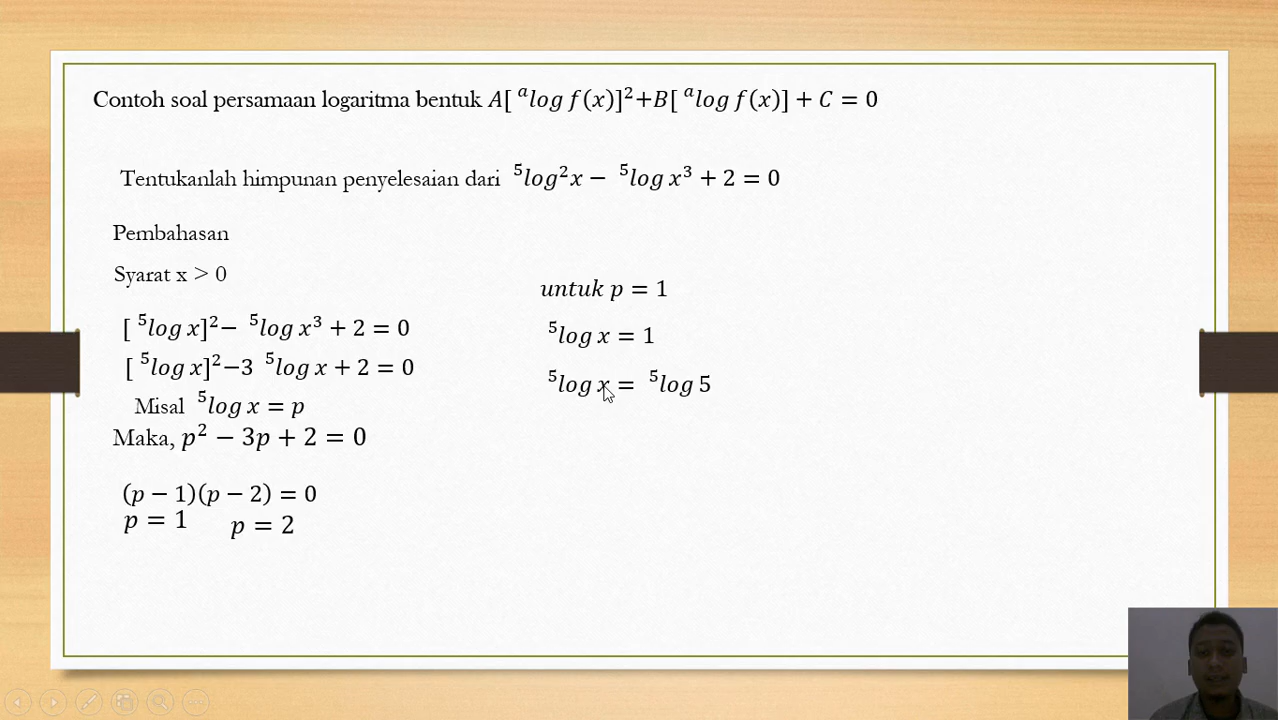 Contoh soal persamaan logaritma bentuk A[ ᵃlog f(x)]²+B[ ᵃlog f(x)] + C = 0
Tentukanlah himpunan penyelesaian dari ⁵log²x − ⁵log x³ + 2 = 0
Pembahasan
Syarat x > 0
[ ⁵log x]²− ⁵log x³ + 2 = 0
[ ⁵log x]²−3 ⁵log x + 2 = 0
Misal ⁵log x = p
Maka, p² − 3p + 2 = 0
(p − 1)(p − 2) = 0
p = 1 p = 2
untuk p = 1
⁵log x = 1
⁵log x = ⁵log 5